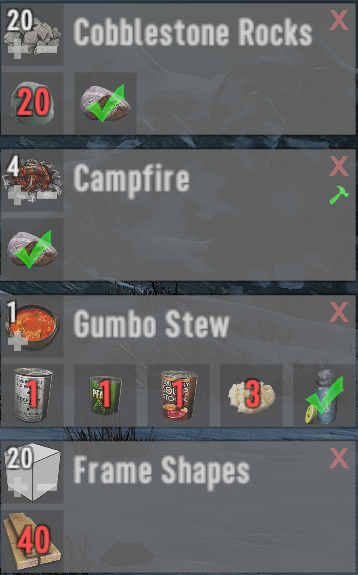 20
Cobblestone Rocks
X
20
4
Campfire
X
1
Gumbo Stew
X
1 1 1 3
20
Frame Shapes
X
40